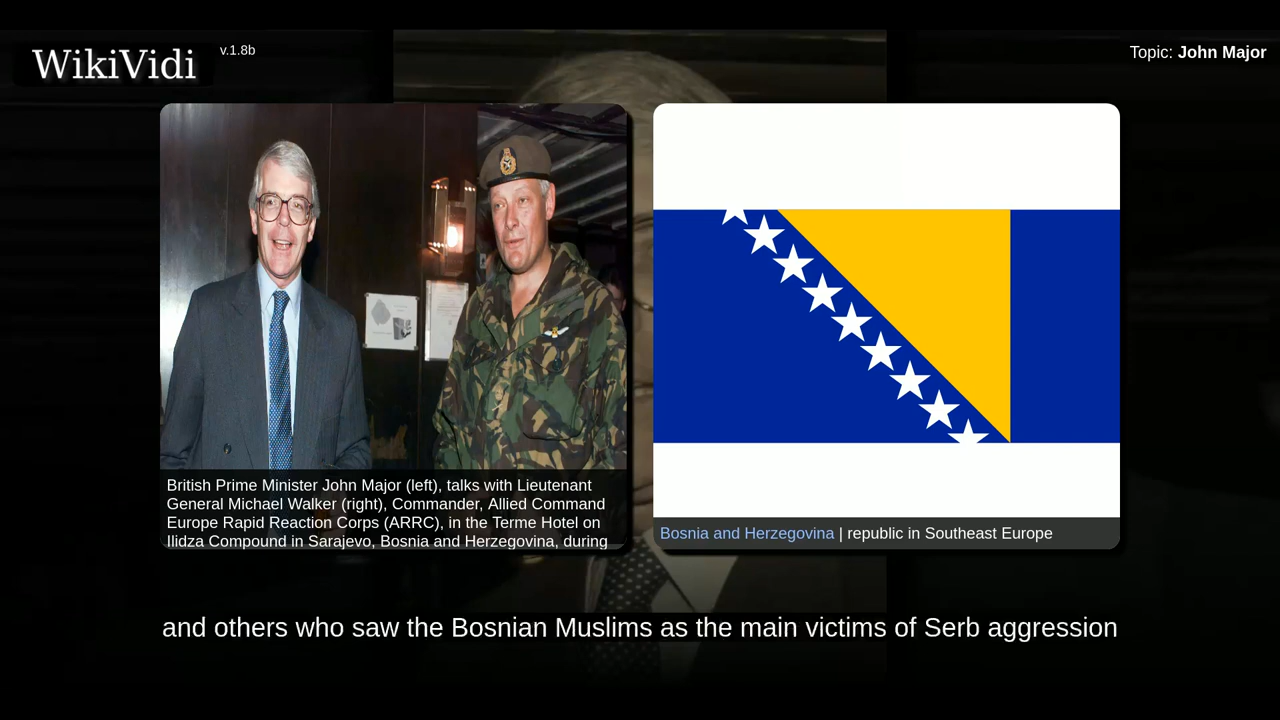 WikiVidi
v.1.8b
Topic: John Major
British Prime Minister John Major (left), talks with Lieutenant
General Michael Walker (right), Commander, Allied Command
Europe Rapid Reaction Corps (ARRC), in the Terme Hotel on
Ilidza Compound in Sarajevo, Bosnia and Herzegovina, during
Bosnia and Herzegovina | republic in Southeast Europe
and others who saw the Bosnian Muslims as the main victims of Serb aggression